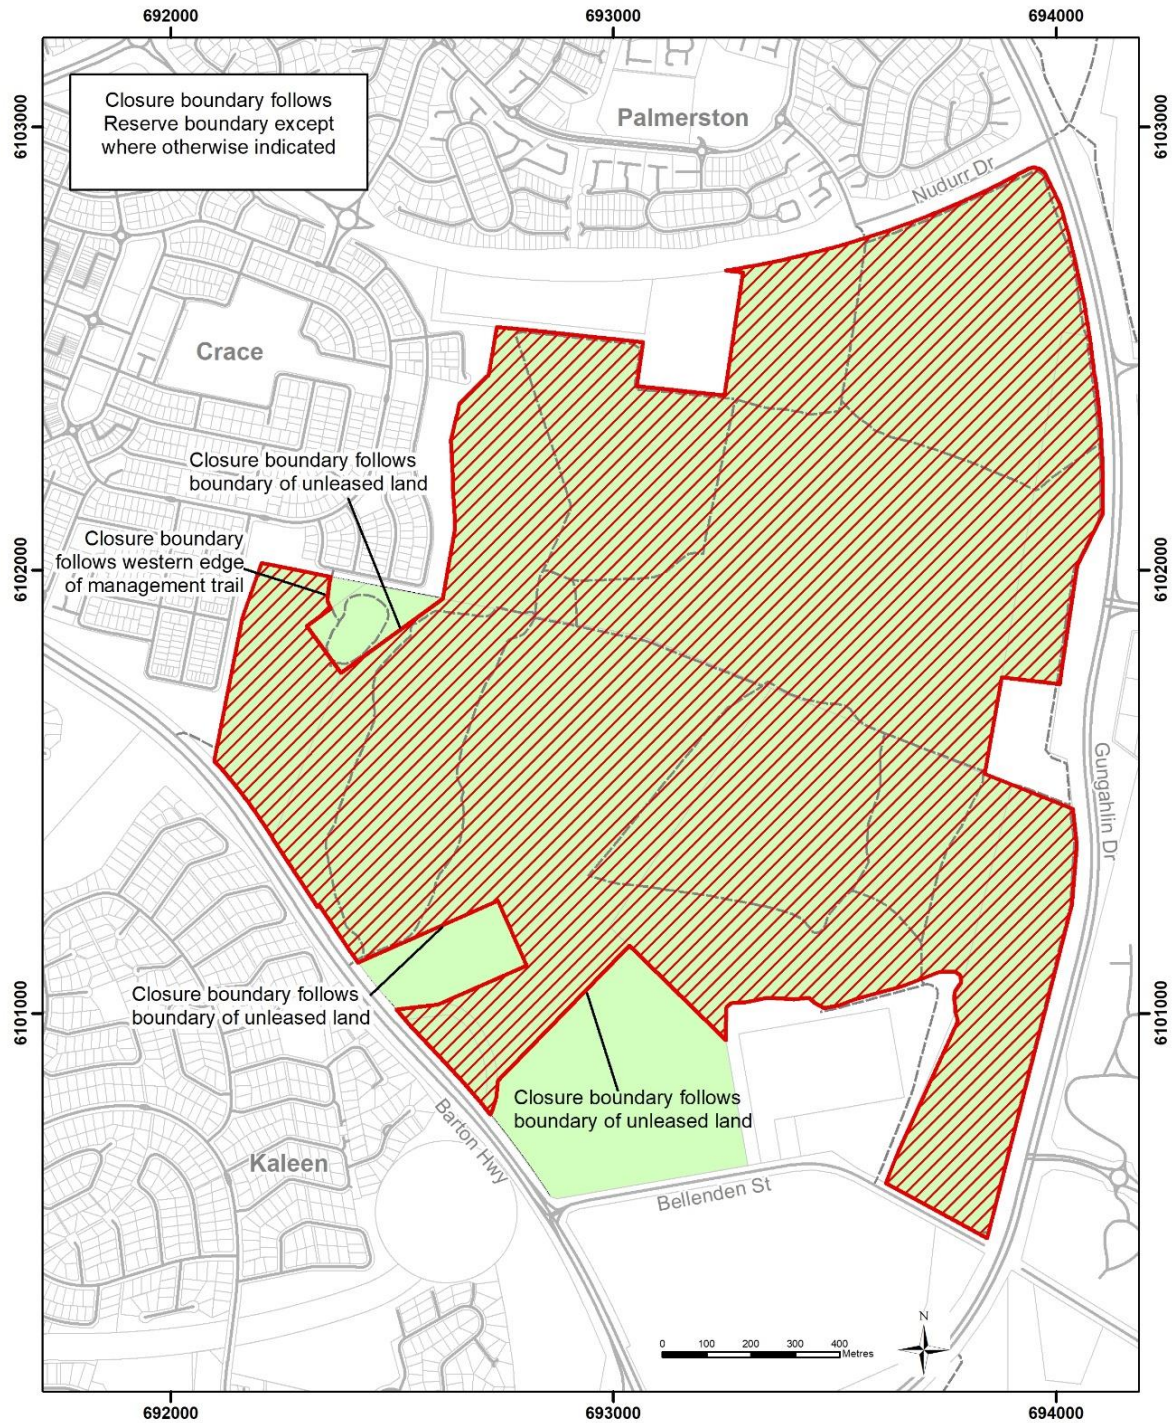 692000
693000
694000
Closure boundary follows
Reserve boundary except
where otherwise indicated
Palmerston
6103000
6103000
Nudurr Dr
Crace
Closure boundary follows
boundary of unleased land
Closure boundary
follows western edge
of management trail
6102000
6102000
Gungahlin Dr
Closure boundary follows
boundary of unleased land
6101000
6101000
Closure boundary follows
boundary of unleased land
Barton Hwy
Kaleen
Bellenden St
N
0 100 200 300 400
Metres
692000
693000
694000